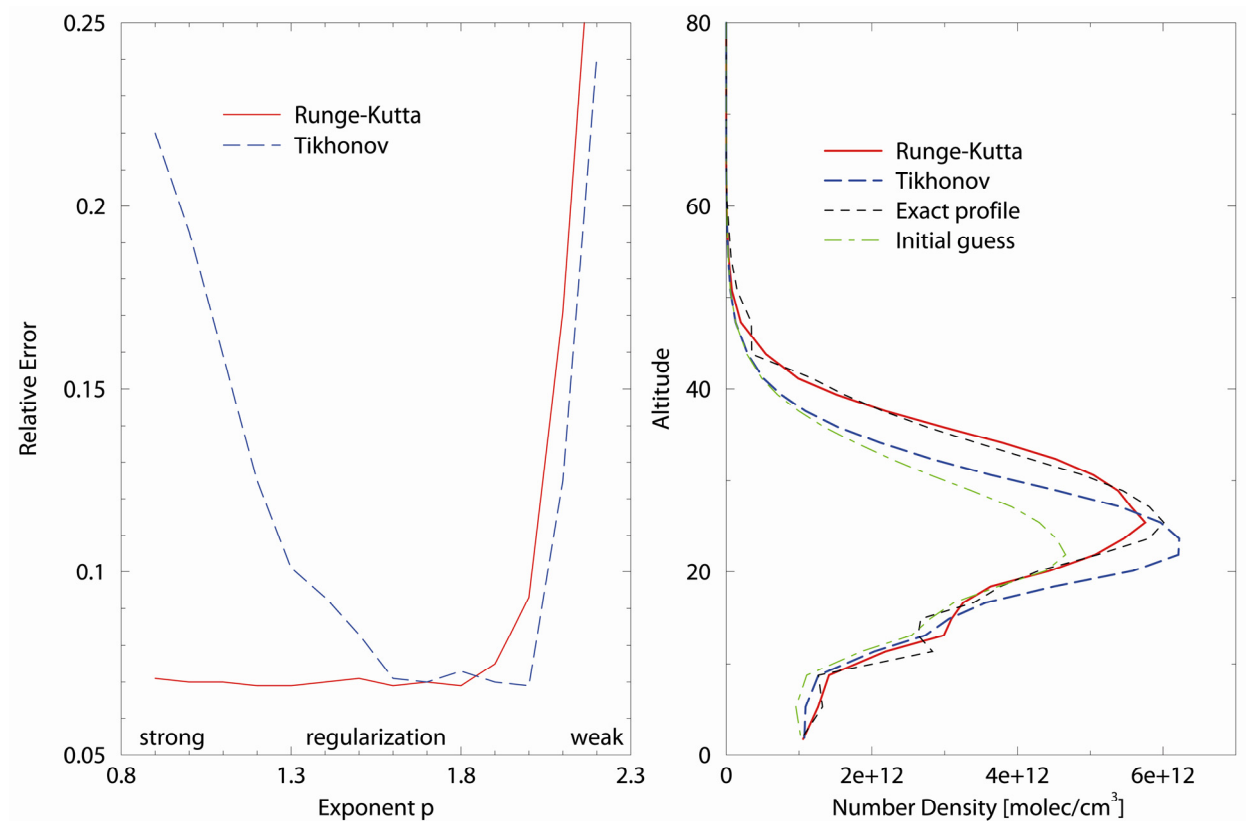 0.25
0.2
0.15
0.1
0.05
Relative Error
Runge-Kutta
Tikhonov
strong regularization weak
0.8 1.3 1.8 2.3
Exponent p
80
60
40
20
0
Altitude
Runge-Kutta
Tikhonov
Exact profile
Initial guess
0 2e+12 4e+12 6e+12
Number Density [molec/cm³]